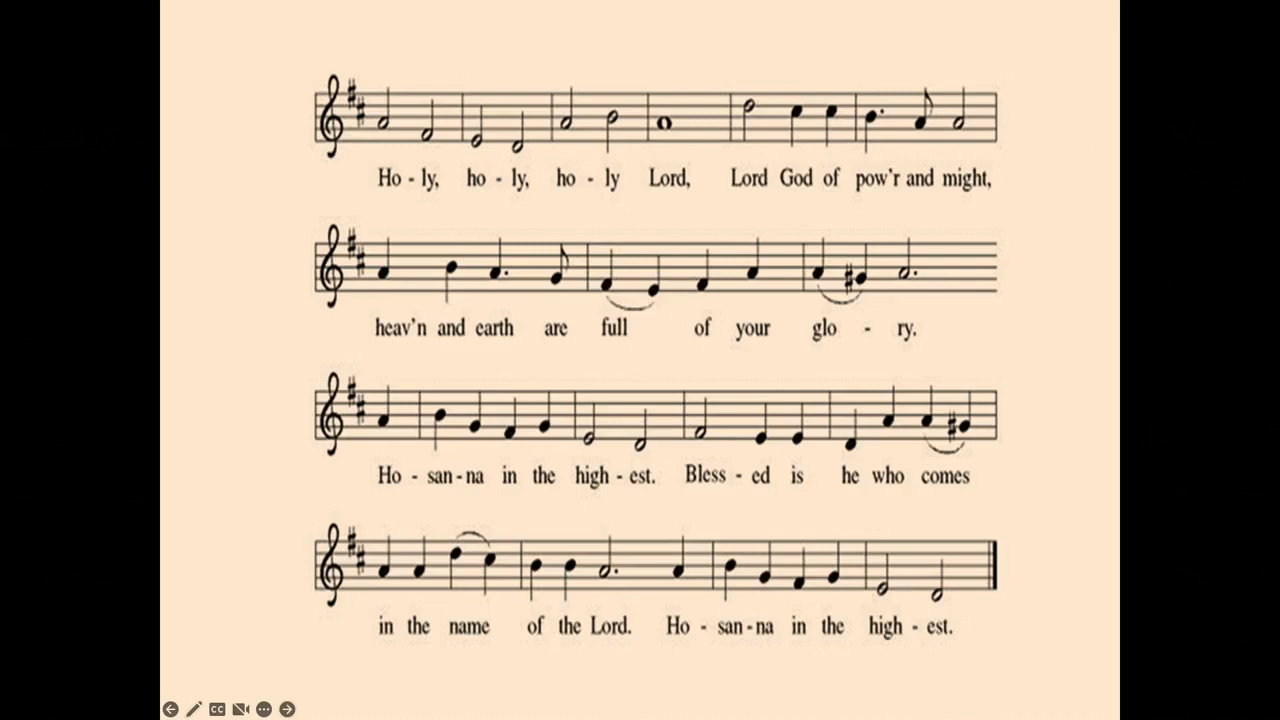 Ho - ly, ho - ly, ho - ly Lord, Lord God of pow'r and might,
heav'n and earth are full of your glo - ry.
Ho - san - na in the high - est. Bless - ed is he who comes
in the name of the Lord. Ho - san - na in the high - est.
CC